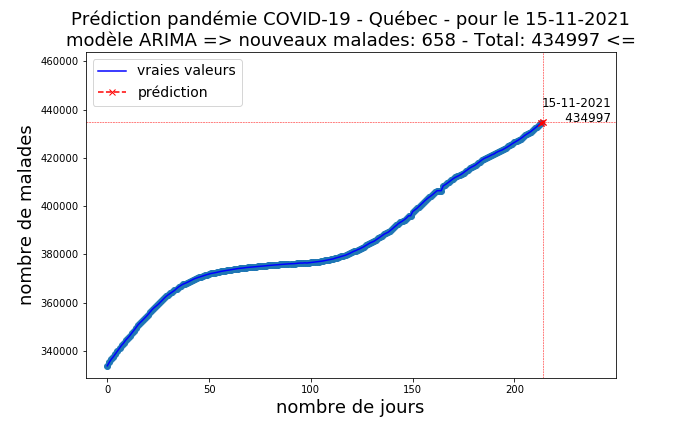 Prédiction pandémie COVID-19 - Québec - pour le 15-11-2021
modèle ARIMA => nouveaux malades: 658 - Total: 434997 <=
vraies valeurs
prédiction
15-11-2021
434997
nombre de malades
460000
440000
420000
400000
380000
360000
340000
0 50 100 150 200
nombre de jours